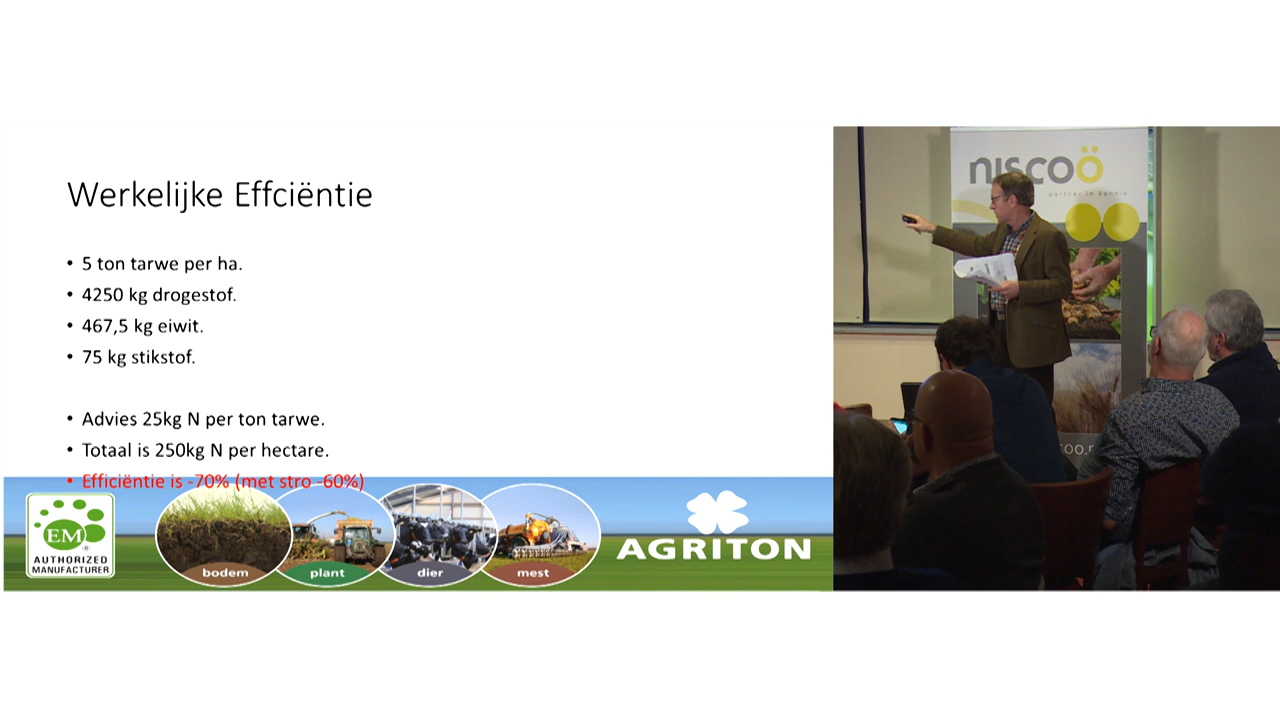 Werkelijke Effciëntie
• 5 ton tarwe per ha.
• 4250 kg drogestof.
• 467,5 kg eiwit.
• 75 kg stikstof.
• Advies 25kg N per ton tarwe.
• Totaal is 250kg N per hectare.
• Efficiëntie is -70% (met stro -60%)
EM®
AUTHORIZED
MANUFACTURER
bodem
plant
dier
mest
AGRITON
niscoö
partner in kennis